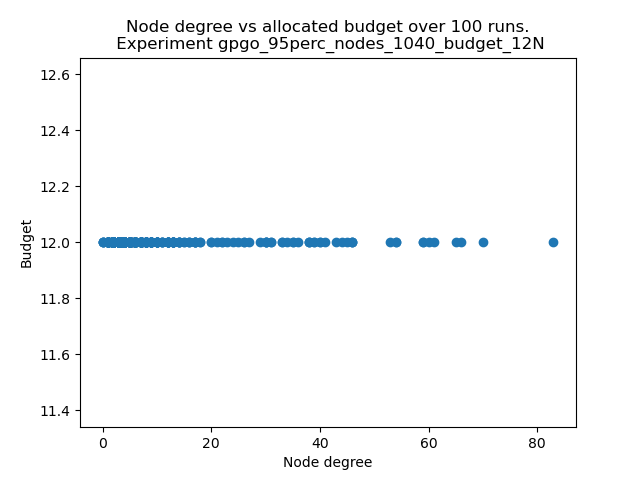 Node degree vs allocated budget over 100 runs.
Experiment gpgo_95perc_nodes_1040_budget_12N
12.6
12.4
12.2
12.0
11.8
11.6
11.4
Budget
0 20 40 60 80
Node degree